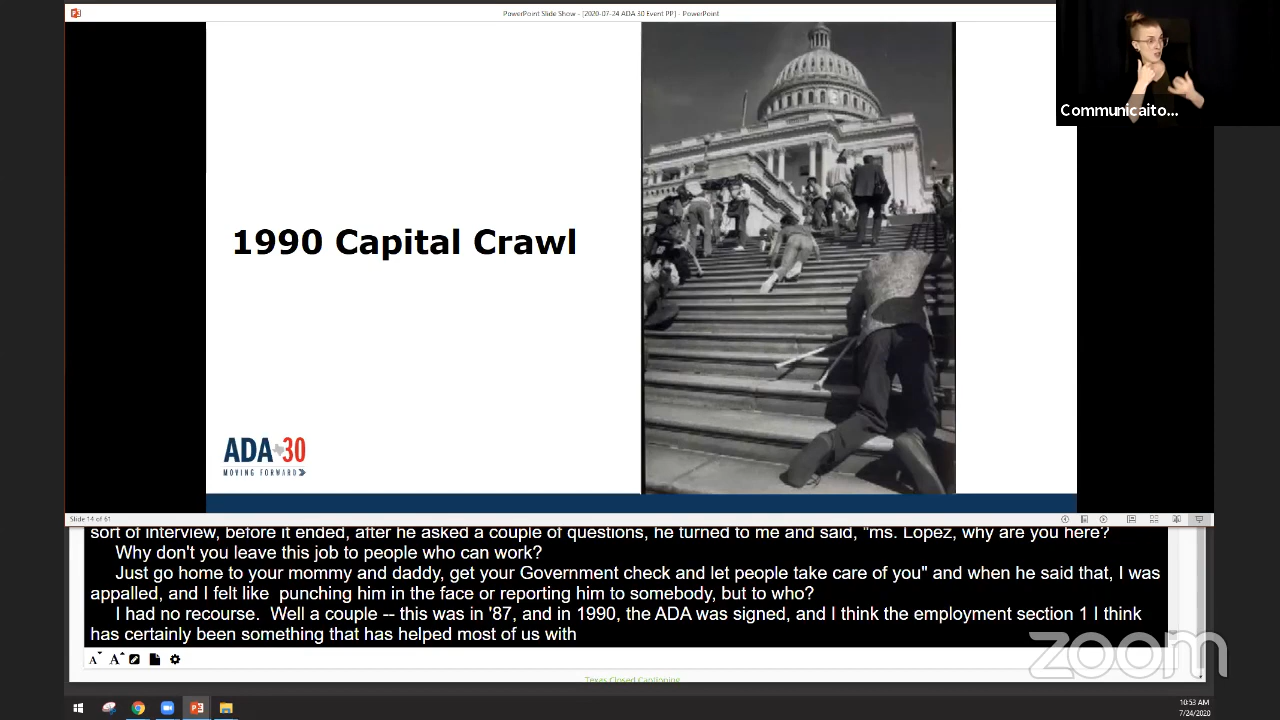 PowerPoint Slide Show - [2020-07-24 ADA 30 Event PP] - PowerPoint
Communicaito...
1990 Capital Crawl
ADA 30
MOVING FORWARD
Slide 14 of 61
sort of interview, before it ended, after he asked a couple of questions, he turned to me and said, "ms. Lopez, why are you here?
Why don't you leave this job to people who can work?
Just go home to your mommy and daddy, get your Government check and let people take care of you" and when he said that, I was
appalled, and I felt like  punching him in the face or reporting him to somebody, but to who?
I had no recourse.  Well a couple -- this was in '87, and in 1990, the ADA was signed, and I think the employment section 1 I think
has certainly been something that has helped most of us with
zoom
A A
Texas Closed Captioning
10:53 AM
7/24/2020